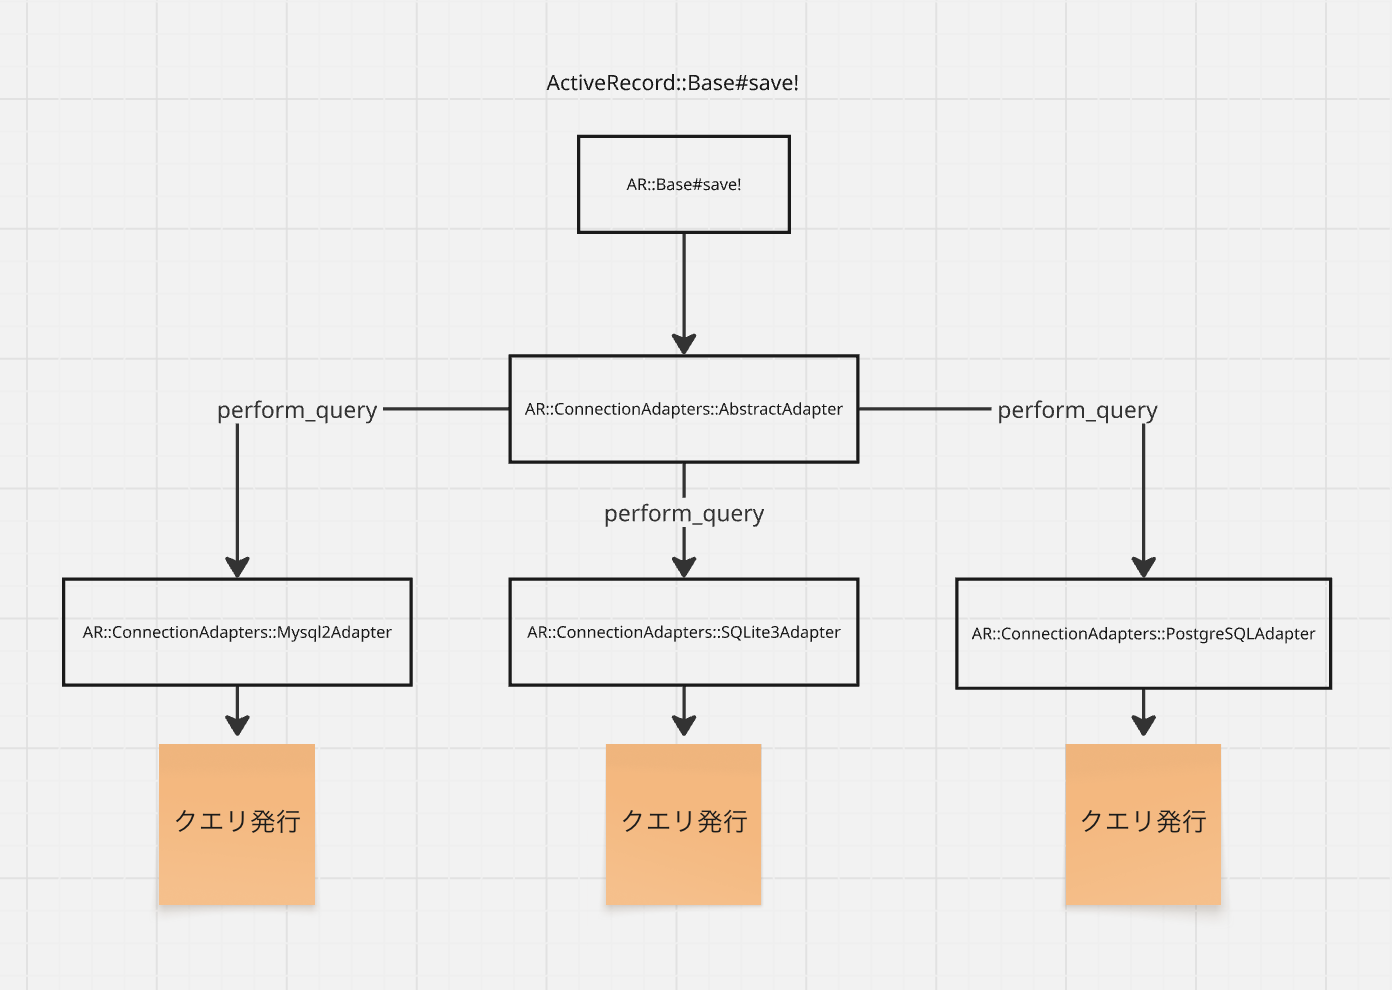 ActiveRecord::Base#save!
AR::Base#save!
AR::ConnectionAdapters::AbstractAdapter
perform_query
perform_query
perform_query
AR::ConnectionAdapters::Mysql2Adapter
AR::ConnectionAdapters::SQLite3Adapter
AR::ConnectionAdapters::PostgreSQLAdapter
クエリ発行
クエリ発行
クエリ発行